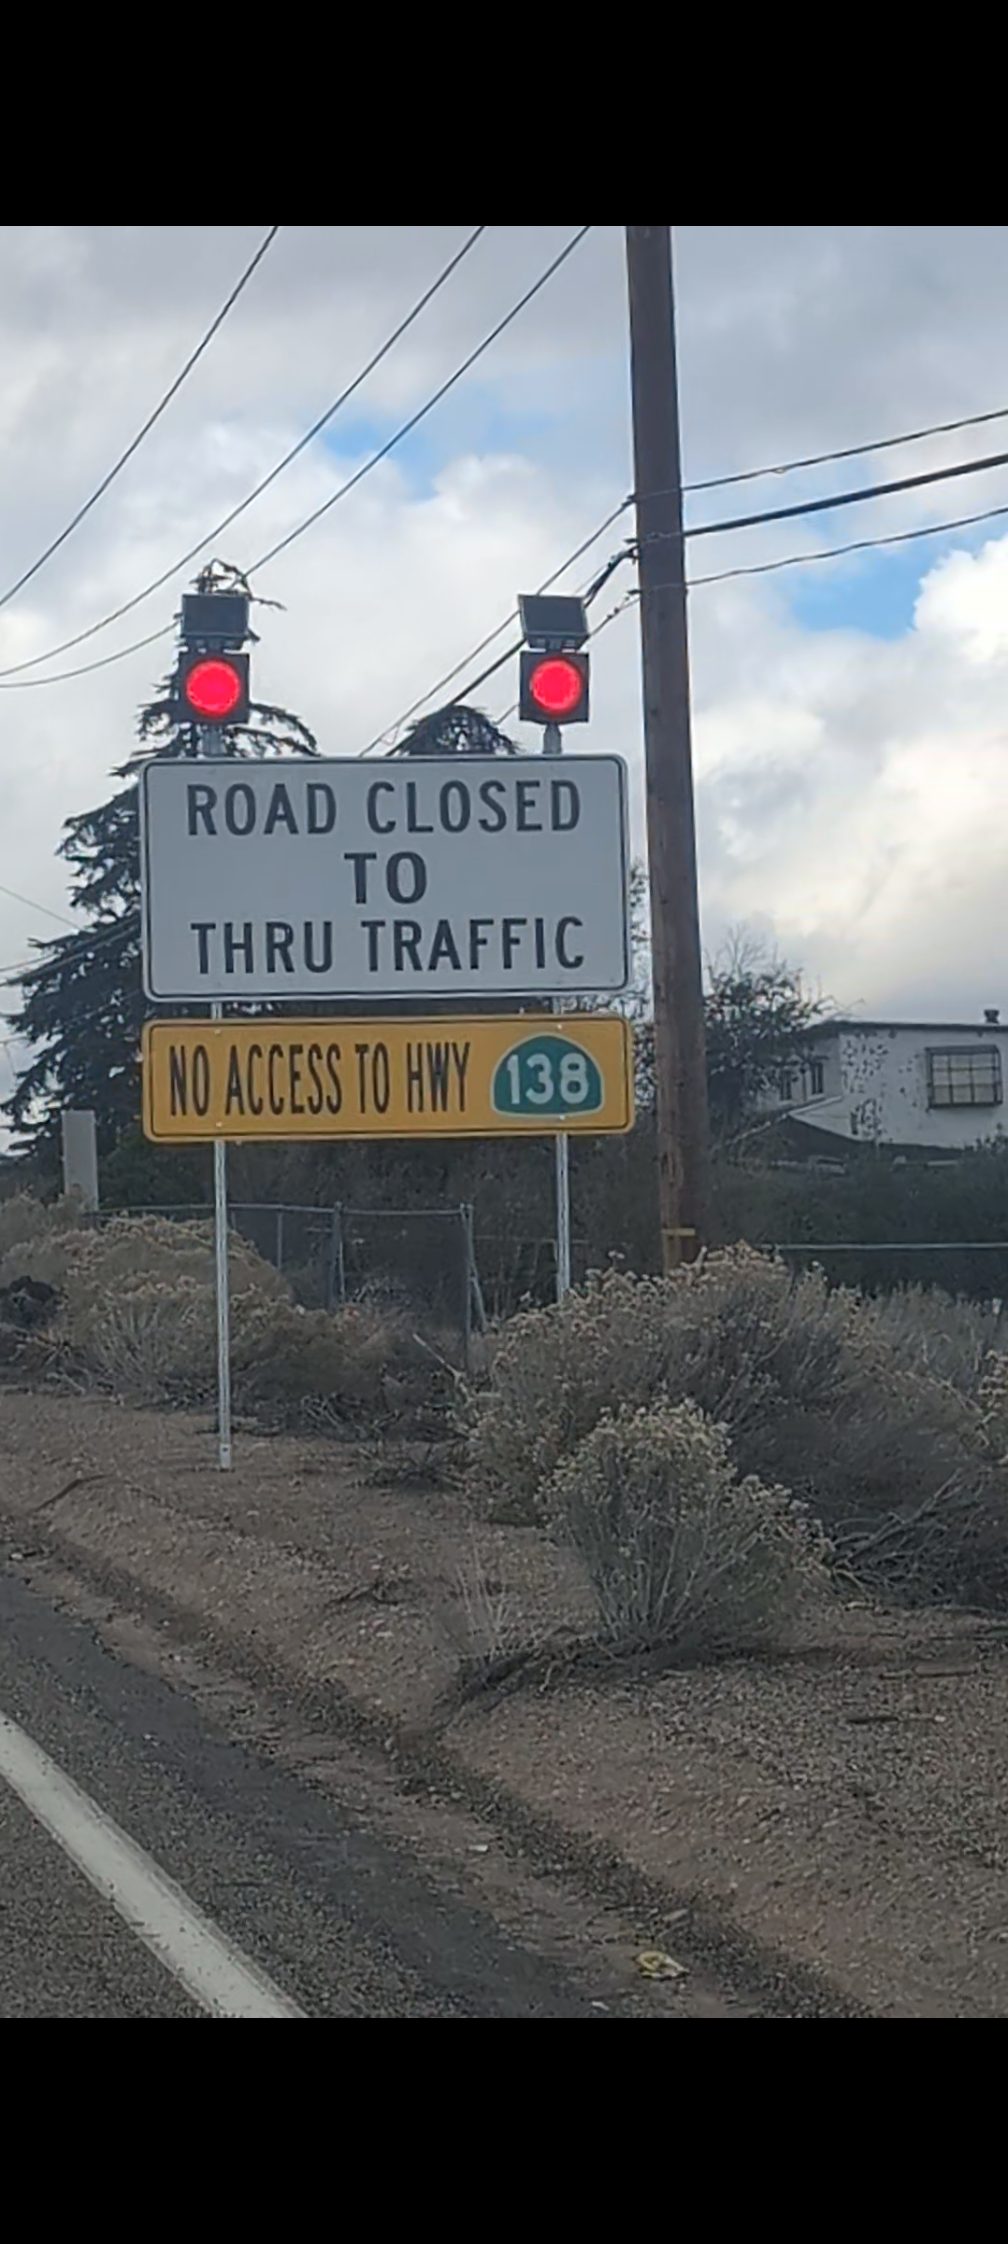 ROAD CLOSED
TO
THRU TRAFFIC
NO ACCESS TO HWY 138